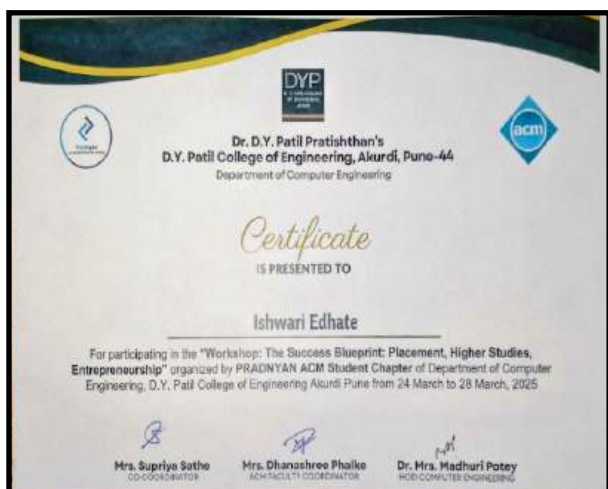 DYP
acm
Dr. D.Y. Patil Pratishthan's
D.Y. Patil College of Engineering, Akurdi, Pune-44
Department of Computer Engineering
Certificate
IS PRESENTED TO
Ishwari Edhate
For participating in the "Workshop: The Success Blueprint: Placement, Higher Studies,
Entrepreneurship" organized by PRADNYAN ACM Student Chapter of Department of Computer
Engineering, D.Y. Patil College of Engineering Akurdi Pune from 24 March to 28 March, 2025
Mrs. Supriya Sathe
CO-COORDINATOR
Mrs. Dhanashree Phalke
ACM FACULTY COORDINATOR
Dr. Mrs. Madhuri Potey
HOD COMPUTER ENGINEERING